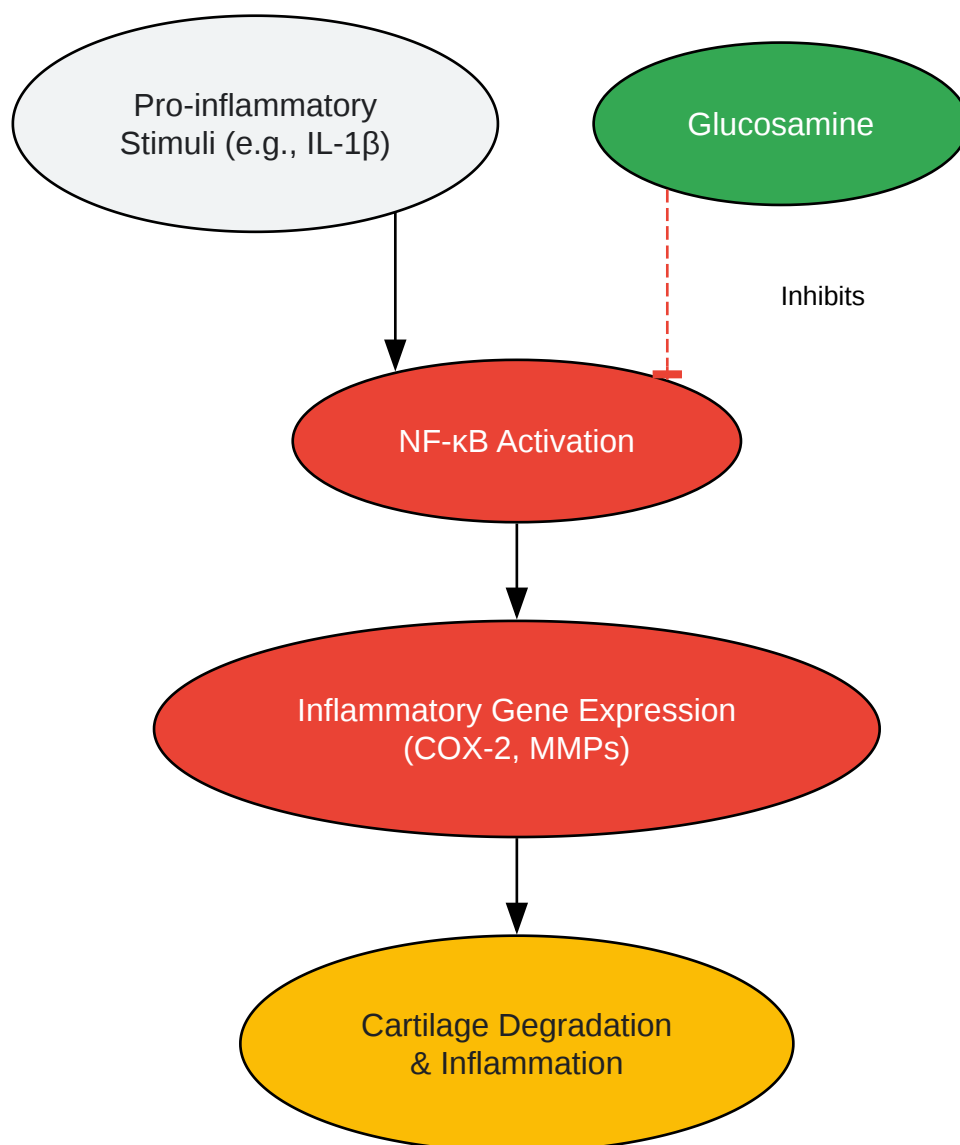 Pro-inflammatory
Stimuli (e.g., IL-1β)
Glucosamine
Inhibits
NF-κB Activation
Inflammatory Gene Expression
(COX-2, MMPs)
Cartilage Degradation
& Inflammation